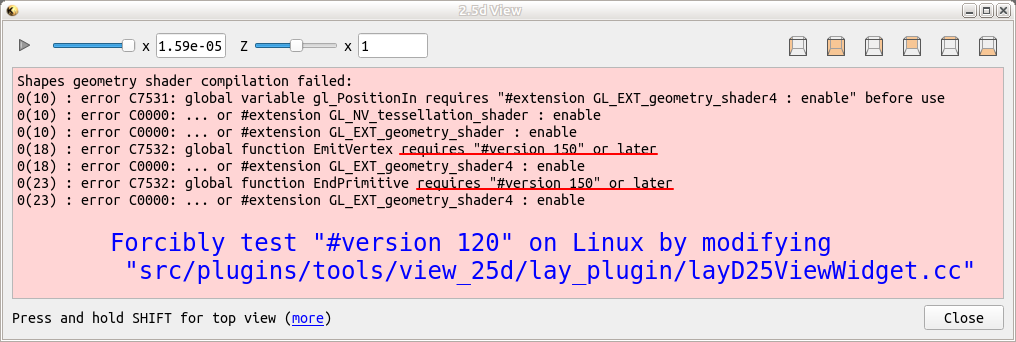 2.5d View
x 1.59e-05 Z x 1
Shapes geometry shader compilation failed:
0(10) : error C7531: global variable gl_PositionIn requires "#extension GL_EXT_geometry_shader4 : enable" before use
0(10) : error C0000: ... or #extension GL_NV_tessellation_shader : enable
0(10) : error C0000: ... or #extension GL_EXT_geometry_shader : enable
0(18) : error C7532: global function EmitVertex requires "#version 150" or later
0(18) : error C0000: ... or #extension GL_EXT_geometry_shader4 : enable
0(23) : error C7532: global function EndPrimitive requires "#version 150" or later
0(23) : error C0000: ... or #extension GL_EXT_geometry_shader4 : enable
Forcibly test "#version 120" on Linux by modifying
"src/plugins/tools/view_25d/lay_plugin/layD25ViewWidget.cc"
Press and hold SHIFT for top view (more)
Close